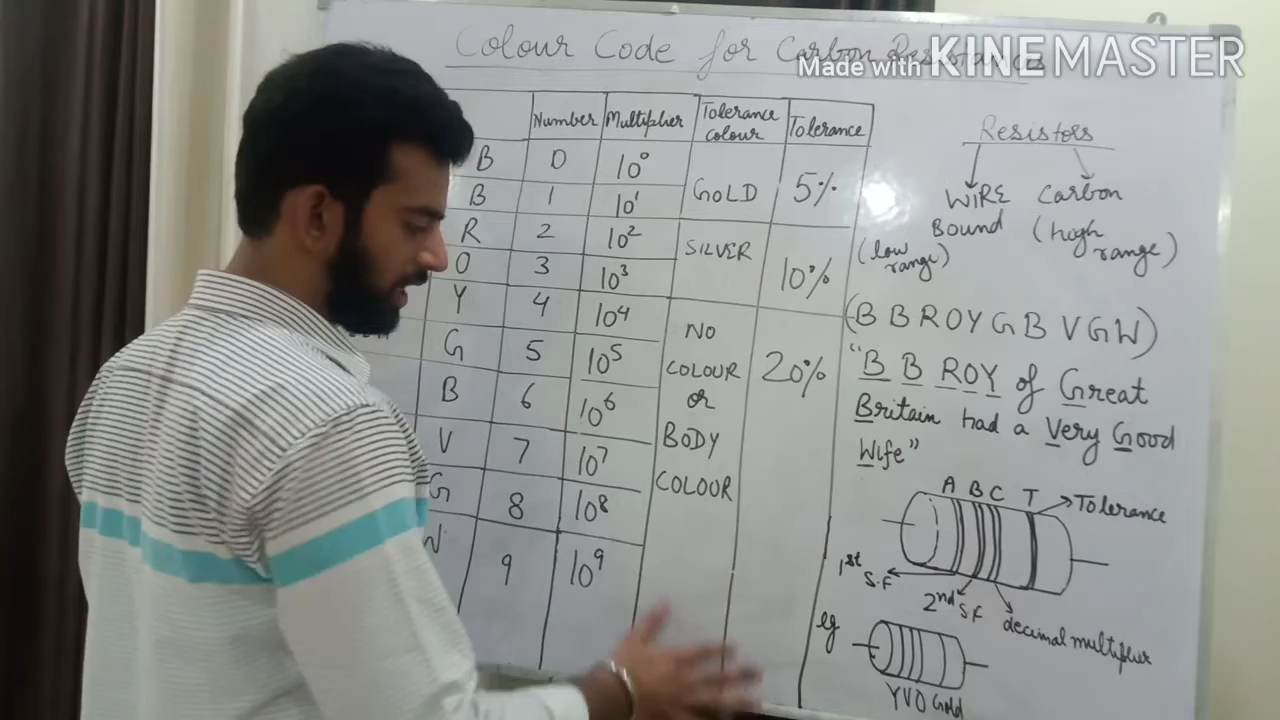 Colour Code for Carbon Resistances
Made with KINEMASTER
Number Multiplier Tolerance colour Tolerance
B 0 10⁰ GOLD 5%
B 1 10¹
R 2 10² SILVER 10%
O 3 10³
Y 4 10⁴ NO COLOUR or BODY COLOUR 20%
G 5 10⁵
B 6 10⁶
V 7 10⁷
G 8 10⁸
W 9 10⁹
Resistors
WIRE Bound (low range)
Carbon (high range)
(B B R O Y G B V G W)
"B B ROY of Great
Britain had a Very Good
Wife"
A B C T → Tolerance
1st S.F
2nd S.F
decimal multiplier
eg
YVO Gold